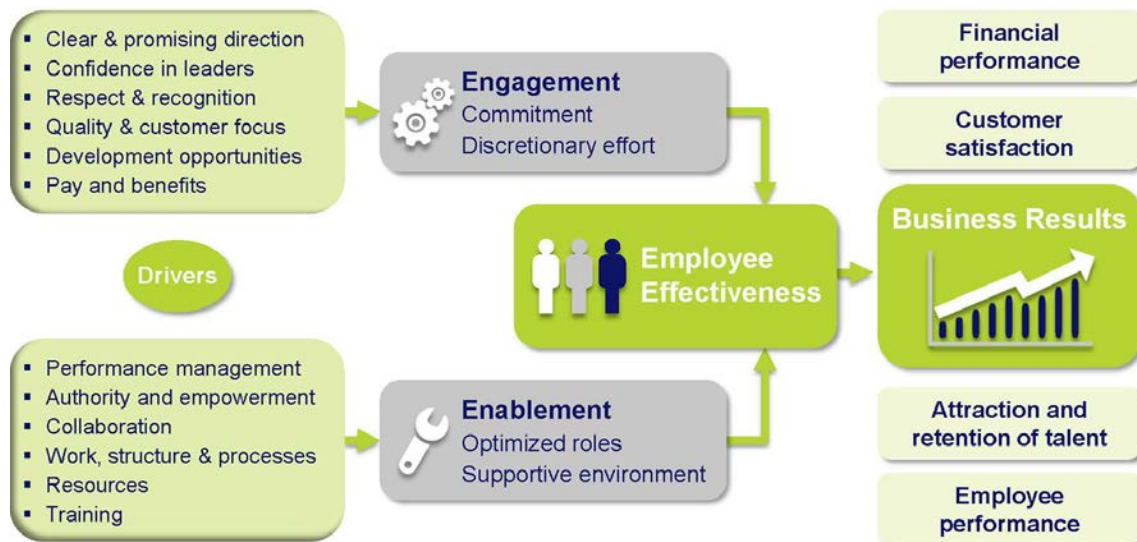 ▪ Clear & promising direction
▪ Confidence in leaders
▪ Respect & recognition
▪ Quality & customer focus
▪ Development opportunities
▪ Pay and benefits
Drivers
▪ Performance management
▪ Authority and empowerment
▪ Collaboration
▪ Work, structure & processes
▪ Resources
▪ Training
Engagement
Commitment
Discretionary effort
Enablement
Optimized roles
Supportive environment
Employee
Effectiveness
Financial
performance
Customer
satisfaction
Business Results
Attraction and
retention of talent
Employee
performance